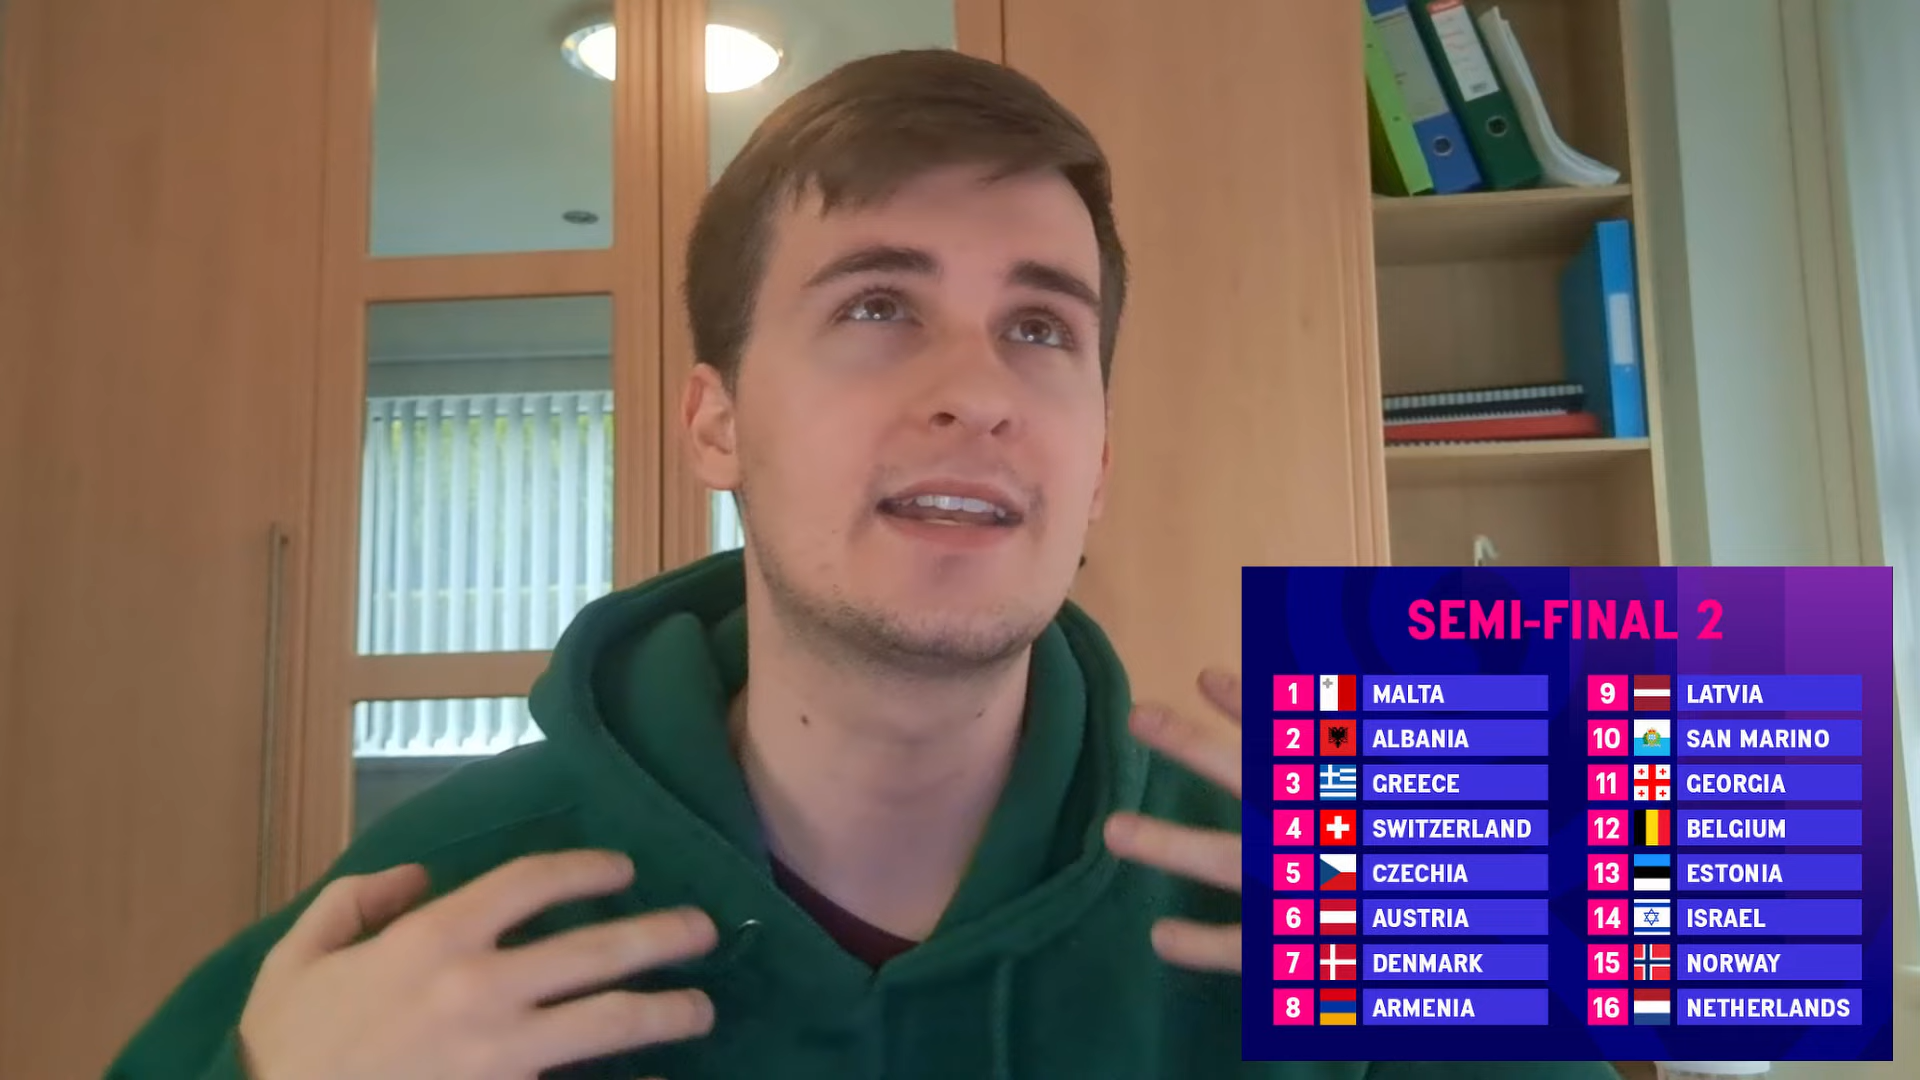 SEMI-FINAL 2
1 MALTA
2 ALBANIA
3 GREECE
4 SWITZERLAND
5 CZECHIA
6 AUSTRIA
7 DENMARK
8 ARMENIA
9 LATVIA
10 SAN MARINO
11 GEORGIA
12 BELGIUM
13 ESTONIA
14 ISRAEL
15 NORWAY
16 NETHERLANDS